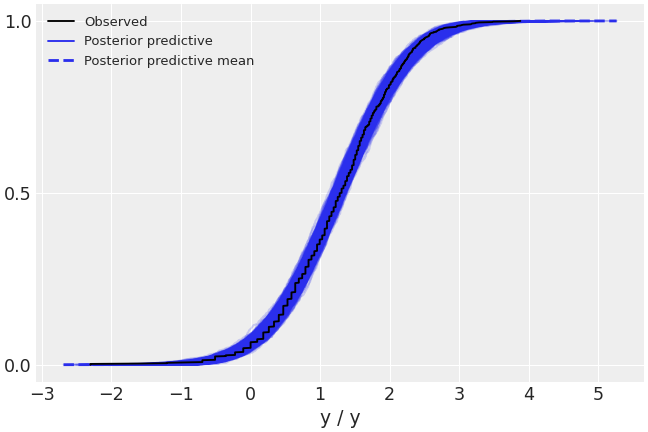 Observed
Posterior predictive
Posterior predictive mean
1.0
0.5
0.0
−3 −2 −1 0 1 2 3 4 5
y / y